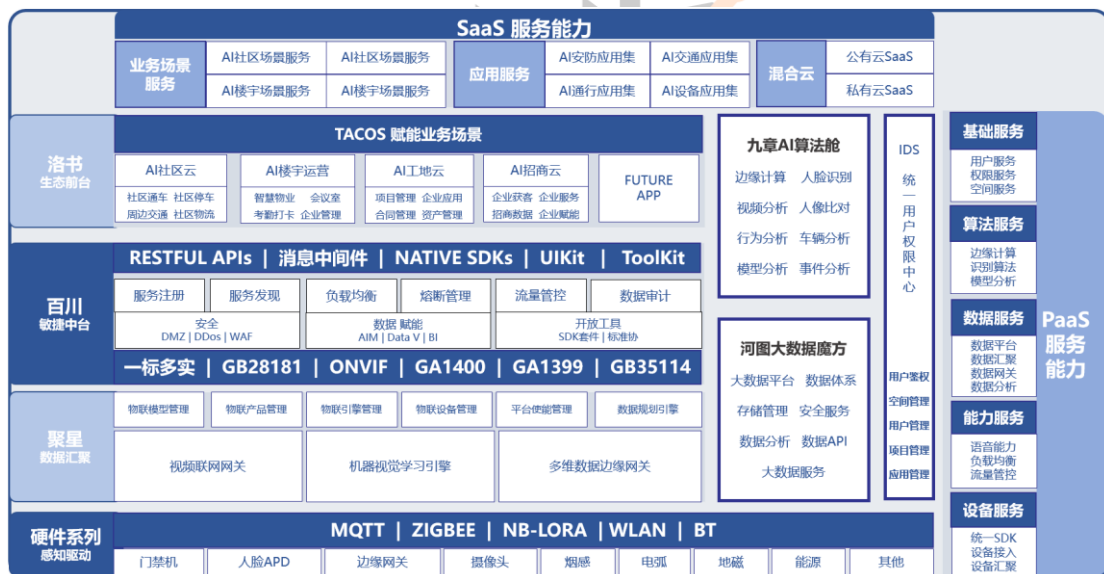 SaaS 服务能力
业务场景
服务
AI社区场景服务 AI社区场景服务
AI楼宇场景服务 AI楼宇场景服务
应用服务
AI安防应用集 AI交通应用集
AI通行应用集 AI设备应用集
混合云
公有云SaaS
私有云SaaS
洛书
生态前台
TACOS 赋能业务场景
AI社区云
社区通车 社区停车
周边交通 社区物流
AI楼宇运营
智慧物业 会议室
考勤打卡 企业管理
AI工地云
项目管理 企业应用
合同管理 资产管理
AI招商云
企业获客 企业服务
招商数据 企业赋能
FUTURE
APP
百川
敏捷中台
RESTFUL APIs | 消息中间件 | NATIVE SDKs | UIKit | ToolKit
服务注册 服务发现 负载均衡 熔断管理 流量管控 数据审计
安全
DMZ | DDos | WAF
数据 赋能
AIM | Data V | BI
开放工具
SDK套件 | 标准协
一标多实 | GB28181 | ONVIF | GA1400 | GA1399 | GB35114
聚星
数据汇聚
物联模型管理 物联产品管理 物联引擎管理 物联设备管理 平台使能管理 数据规划引擎
视频联网网关 机器视觉学习引擎 多维数据边缘网关
九章AI算法舱
边缘计算 人脸识别
视频分析 人像比对
行为分析 车辆分析
模型分析 事件分析
河图大数据魔方
大数据平台 数据体系
存储管理 安全服务
数据分析 数据API
大数据服务
IDS
统
一
用
户
权
限
中
心
用户鉴权
空间管理
用户管理
项目管理
应用管理
硬件系列
感知驱动
MQTT | ZIGBEE | NB-LORA | WLAN | BT
门禁机 人脸APD 边缘网关 摄像头 烟感 电弧 地磁 能源 其他
基础服务
用户服务
权限服务
空间服务
算法服务
边缘计算
识别算法
模型分析
数据服务
数据平台
数据汇聚
数据网关
数据分析
能力服务
语音能力
负载均衡
流量管控
设备服务
统一SDK
设备接入
设备汇聚
PaaS
服务
能力